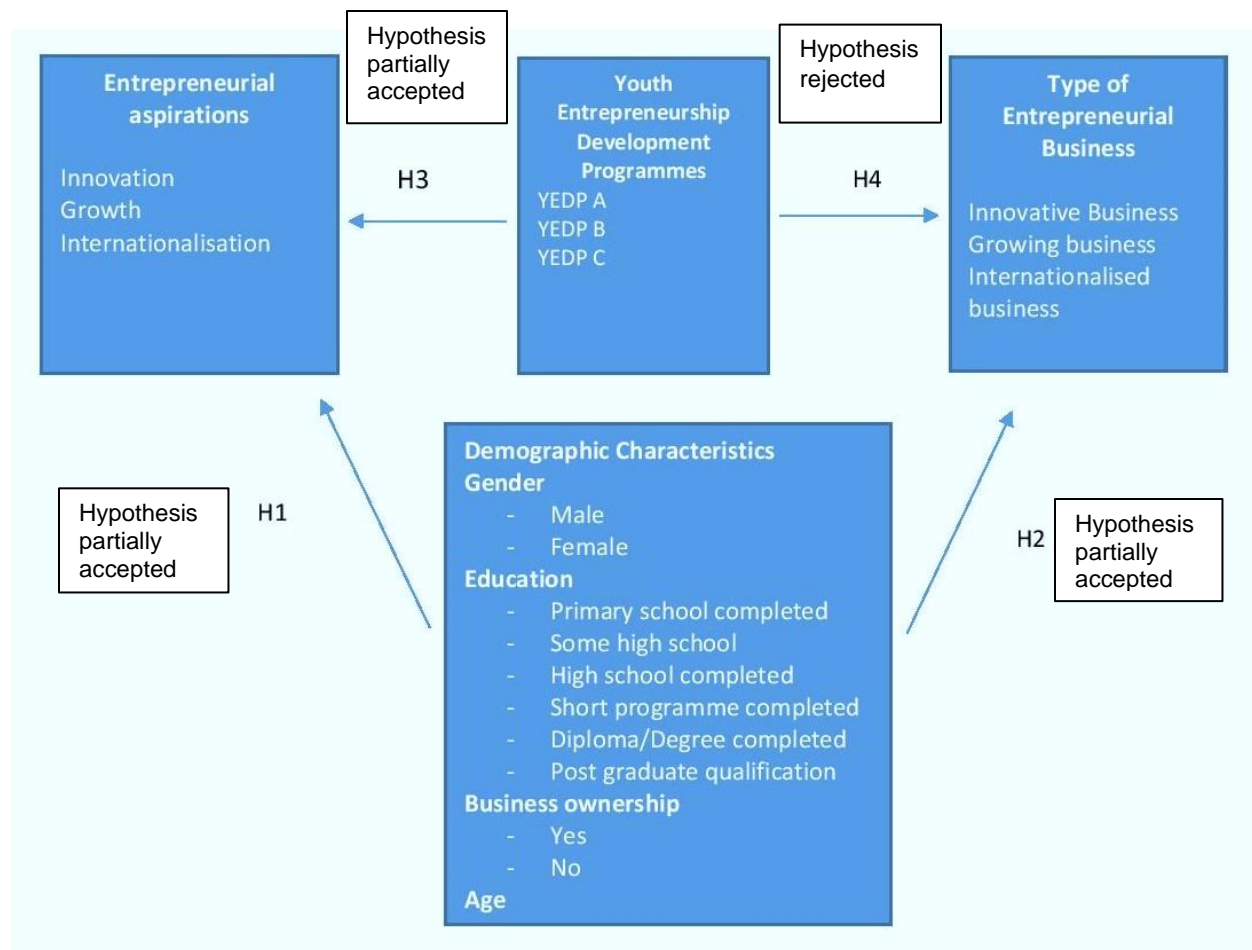 Hypothesis
partially
accepted
Hypothesis
rejected
Entrepreneurial
aspirations
Innovation
Growth
Internationalisation
H3
Youth
Entrepreneurship
Development
Programmes
YEDP A
YEDP B
YEDP C
H4
Type of
Entrepreneurial
Business
Innovative Business
Growing business
Internationalised
business
Hypothesis
partially
accepted
H1
Demographic Characteristics
Gender
- Male
- Female
Education
- Primary school completed
- Some high school
- High school completed
- Short programme completed
- Diploma/Degree completed
- Post graduate qualification
Business ownership
- Yes
- No
Age
H2
Hypothesis
partially
accepted